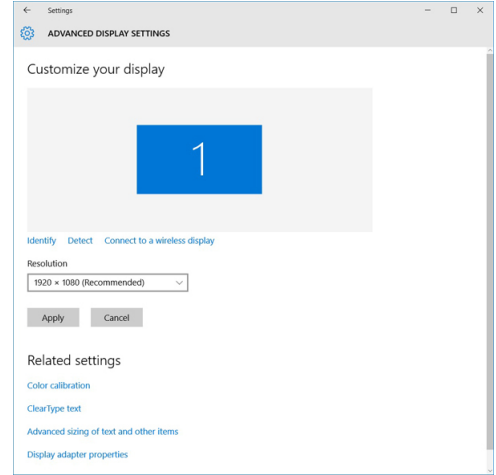 Settings
ADVANCED DISPLAY SETTINGS
Customize your display
1
Identify Detect Connect to a wireless display
Resolution
1920 × 1080 (Recommended)
Apply Cancel
Related settings
Color calibration
ClearType text
Advanced sizing of text and other items
Display adapter properties